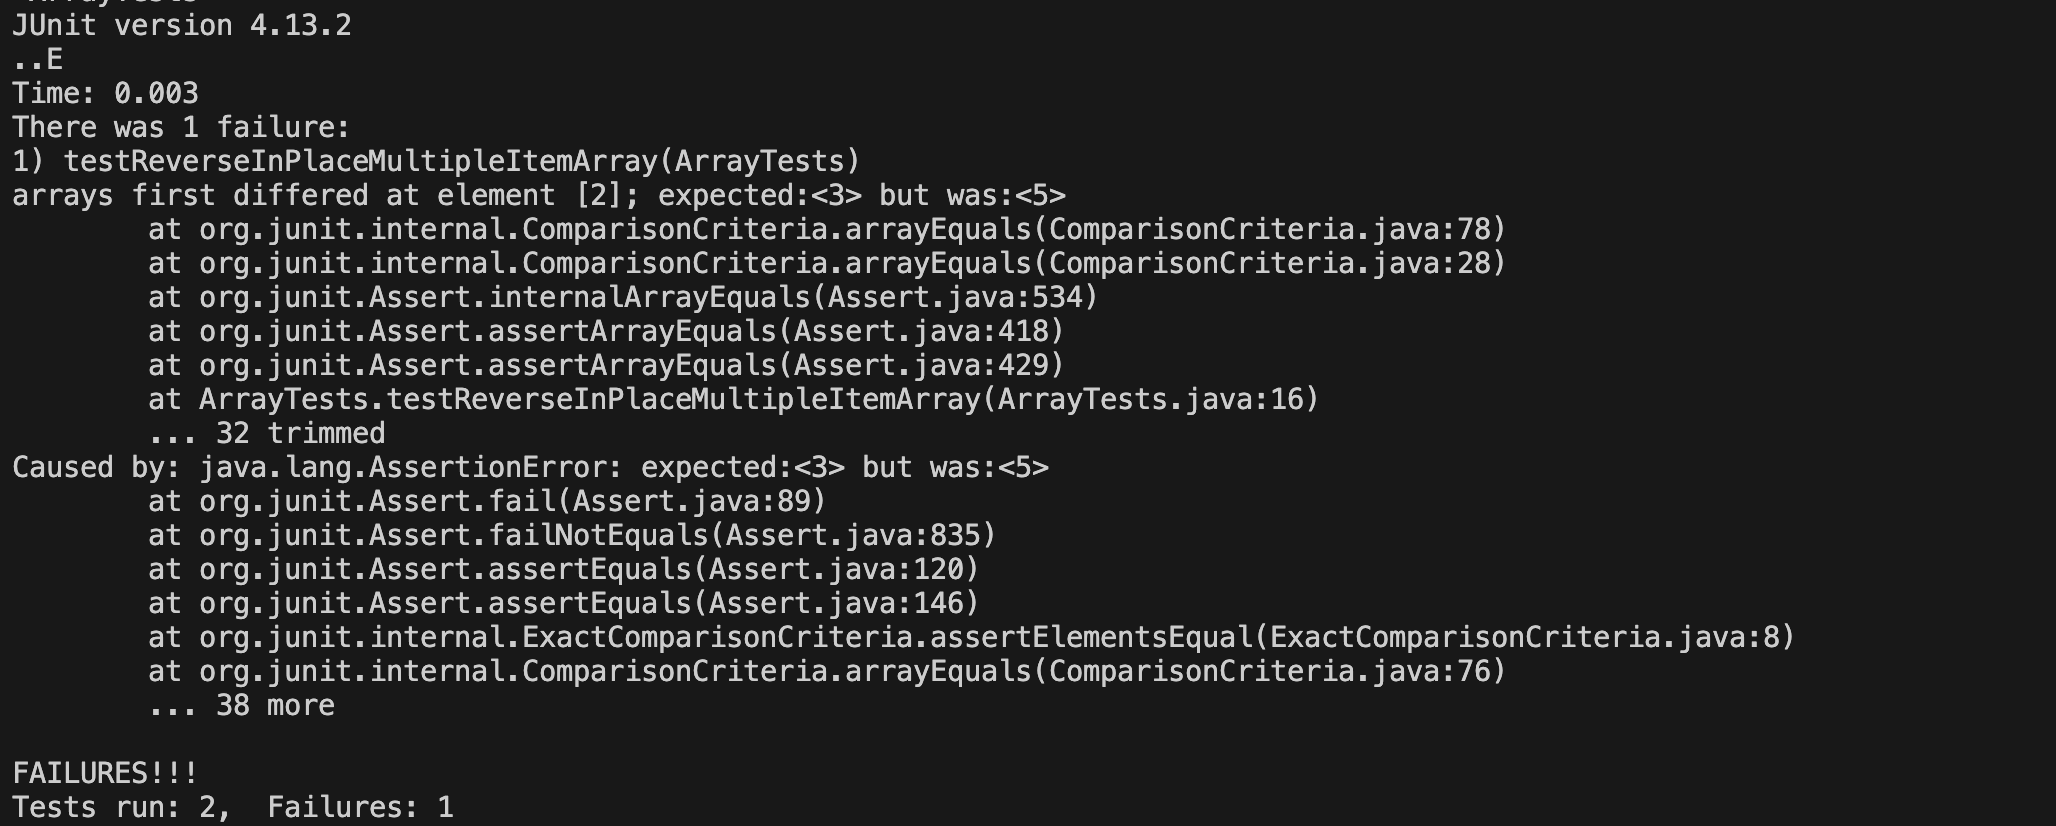 JUnit version 4.13.2
..E
Time: 0.003
There was 1 failure:
1) testReverseInPlaceMultipleItemArray(ArrayTests)
arrays first differed at element [2]; expected:<3> but was:<5>
        at org.junit.internal.ComparisonCriteria.arrayEquals(ComparisonCriteria.java:78)
        at org.junit.internal.ComparisonCriteria.arrayEquals(ComparisonCriteria.java:28)
        at org.junit.Assert.internalArrayEquals(Assert.java:534)
        at org.junit.Assert.assertArrayEquals(Assert.java:418)
        at org.junit.Assert.assertArrayEquals(Assert.java:429)
        at ArrayTests.testReverseInPlaceMultipleItemArray(ArrayTests.java:16)
        ... 32 trimmed
Caused by: java.lang.AssertionError: expected:<3> but was:<5>
        at org.junit.Assert.fail(Assert.java:89)
        at org.junit.Assert.failNotEquals(Assert.java:835)
        at org.junit.Assert.assertEquals(Assert.java:120)
        at org.junit.Assert.assertEquals(Assert.java:146)
        at org.junit.internal.ExactComparisonCriteria.assertElementsEqual(ExactComparisonCriteria.java:8)
        at org.junit.internal.ComparisonCriteria.arrayEquals(ComparisonCriteria.java:76)
        ... 38 more

FAILURES!!!
Tests run: 2,  Failures: 1